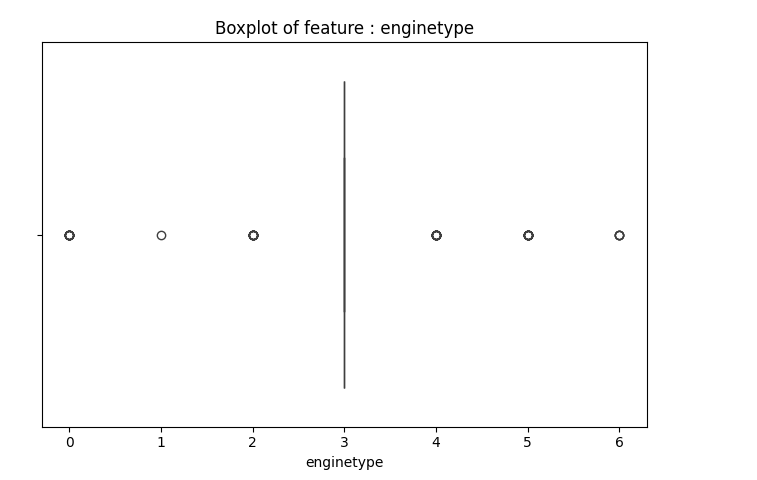 Boxplot of feature : enginetype
0 1 2 3 4 5 6
enginetype